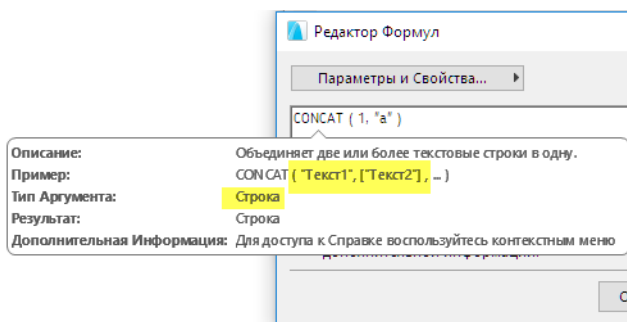 Редактор Формул
Параметры и Свойства...
CONCAT ( 1, "a" )
Описание: Объединяет две или более текстовые строки в одну.
Пример: CONCAT ( "Текст1", ["Текст2"] , ... )
Тип Аргумента: Строка
Результат: Строка
Дополнительная Информация: Для доступа к Справке воспользуйтесь контекстным меню